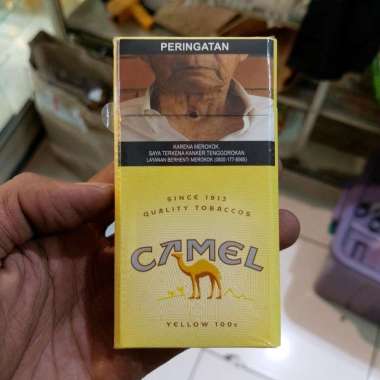 PERINGATAN
KARENA MEROKOK,
SAYA TERKENA KANKER TENGGOROKAN.
LAYANAN BERHENTI MEROKOK (0800-177-6565)
SINCE 1913
QUALITY TOBACCOS
CAMEL
YELLOW 100s